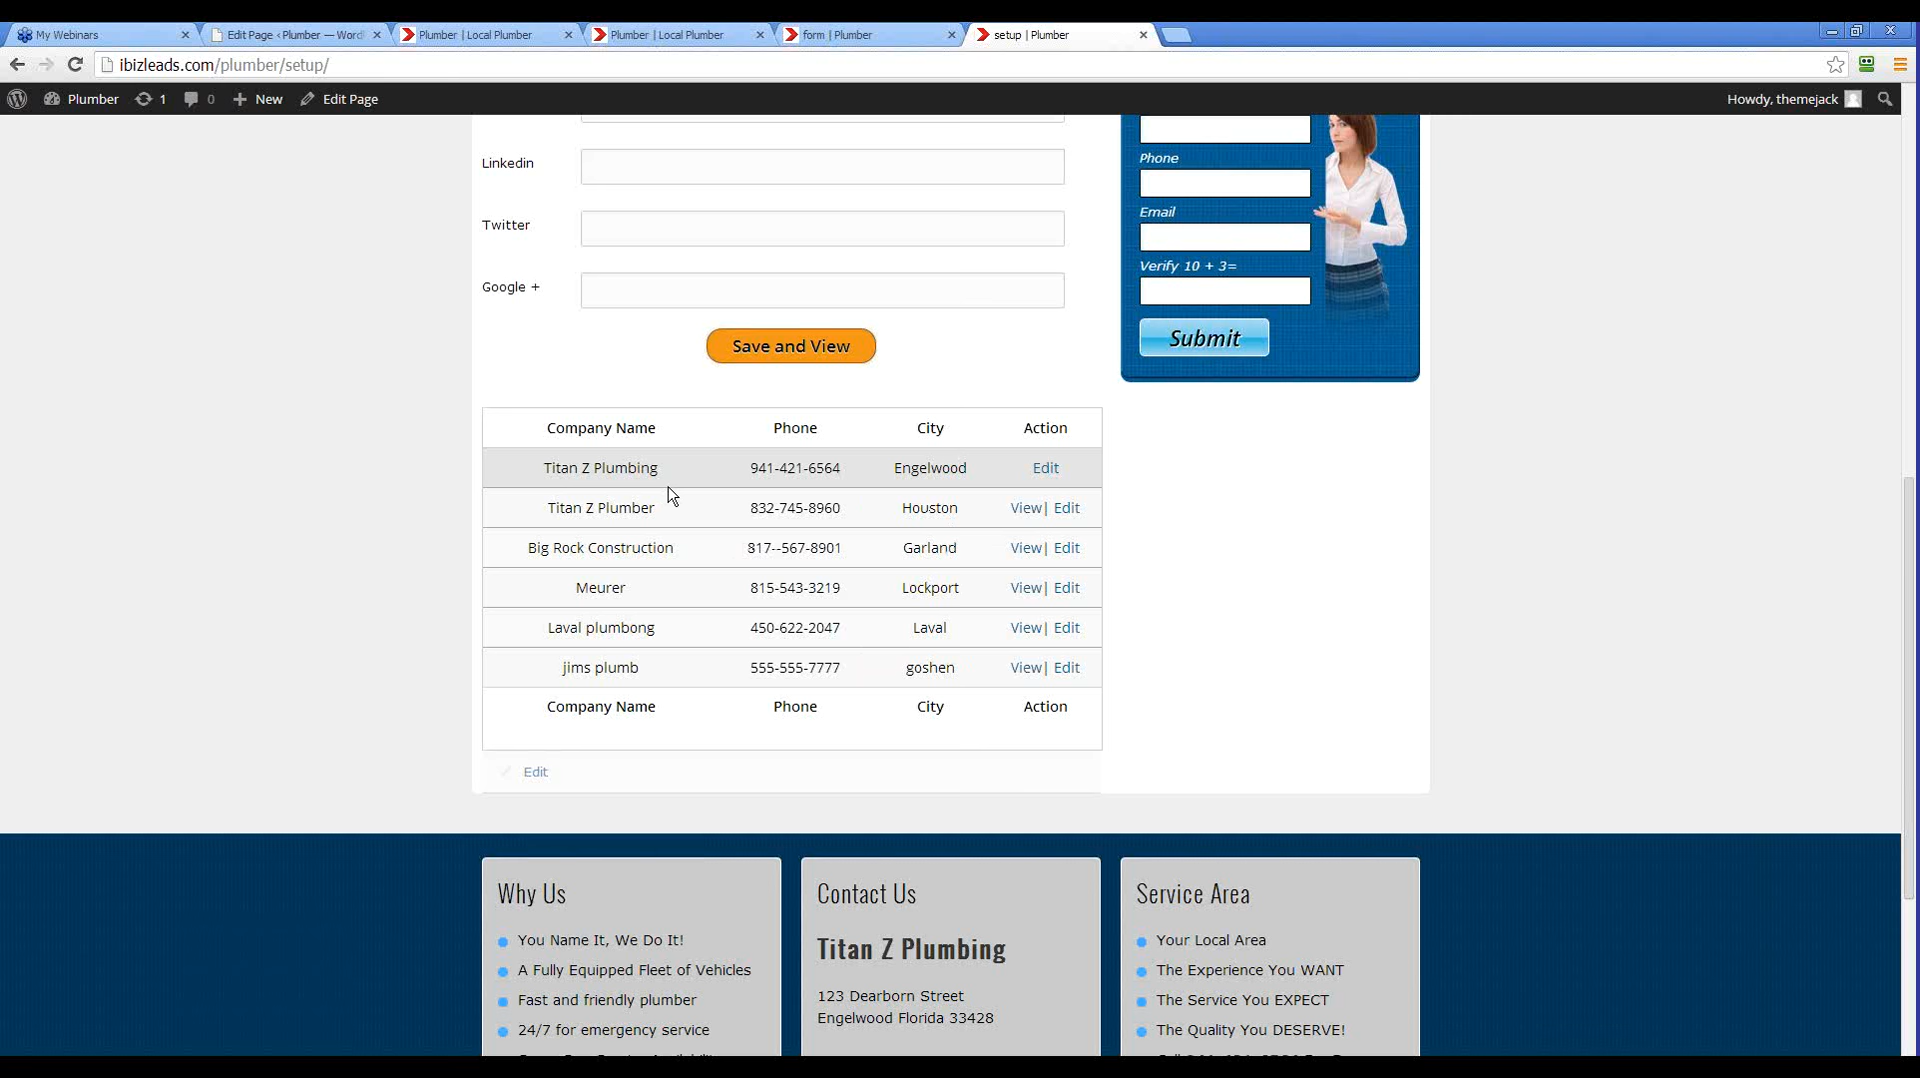 My Webinars
Edit Page ‹ Plumber — Word
Plumber | Local Plumber
Plumber | Local Plumber
form | Plumber
setup | Plumber
ibizleads.com/plumber/setup/
Plumber 1 0 New Edit Page
Howdy, themejack
Linkedin
Twitter
Google +
Save and View
Phone
Email
Verify 10 + 3=
Submit
Company Name Phone City Action
Titan Z Plumbing 941-421-6564 Engelwood Edit
Titan Z Plumber 832-745-8960 Houston View| Edit
Big Rock Construction 817--567-8901 Garland View| Edit
Meurer 815-543-3219 Lockport View| Edit
Laval plumbong 450-622-2047 Laval View| Edit
jims plumb 555-555-7777 goshen View| Edit
Company Name Phone City Action
Edit
Why Us
You Name It, We Do It!
A Fully Equipped Fleet of Vehicles
Fast and friendly plumber
24/7 for emergency service
Contact Us
Titan Z Plumbing
123 Dearborn Street
Engelwood Florida 33428
Service Area
Your Local Area
The Experience You WANT
The Service You EXPECT
The Quality You DESERVE!